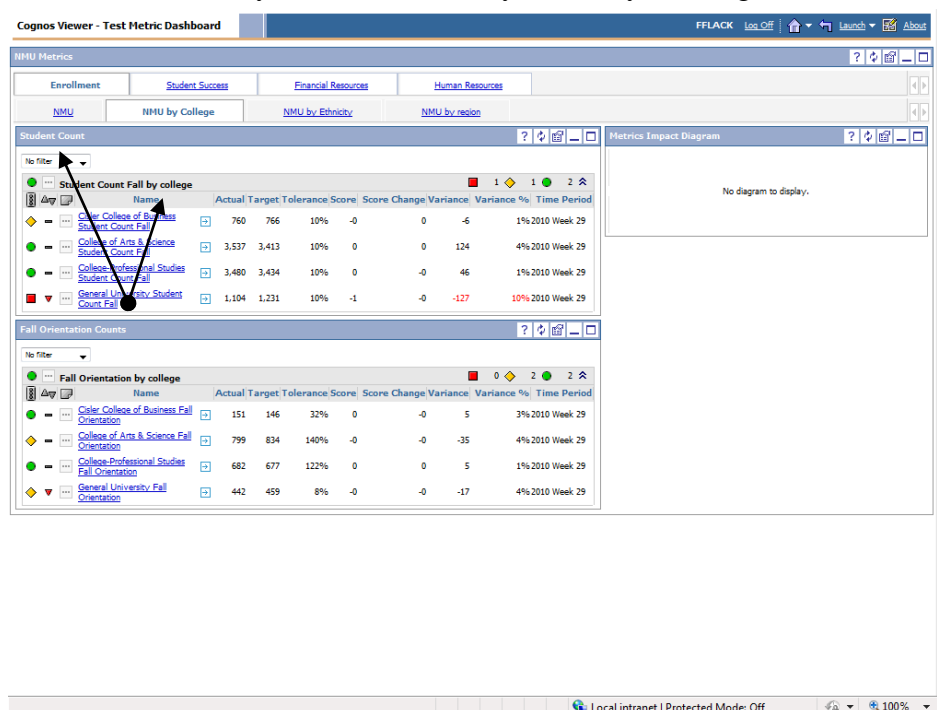 Cognos Viewer - Test Metric Dashboard FFLACK Log Off Launch About
NMU Metrics
Enrollment Student Success Financial Resources Human Resources
NMU NMU by College NMU by Ethnicity NMU by region
Student Count Metrics Impact Diagram
No filter
Student Count Fall by college 1 1 2
Name Actual Target Tolerance Score Score Change Variance Variance % Time Period
Cisler College of Business
Student Count Fall 760 766 10% -0 0 -6 1% 2010 Week 29
College of Arts & Science
Student Count Fall 3,537 3,413 10% 0 0 124 4% 2010 Week 29
College-Professional Studies
Student Count Fall 3,480 3,434 10% 0 -0 46 1% 2010 Week 29
General University Student
Count Fall 1,104 1,231 10% -1 -0 -127 10% 2010 Week 29
No diagram to display.
Fall Orientation Counts
No filter
Fall Orientation by college 0 2 2
Name Actual Target Tolerance Score Score Change Variance Variance % Time Period
Cisler College of Business Fall
Orientation 151 146 32% 0 -0 5 3% 2010 Week 29
College of Arts & Science Fall
Orientation 799 834 140% -0 -0 -35 4% 2010 Week 29
College-Professional Studies
Fall Orientation 682 677 122% 0 0 5 1% 2010 Week 29
General University Fall
Orientation 442 459 8% -0 -0 -17 4% 2010 Week 29
Local intranet | Protected Mode: Off 100%